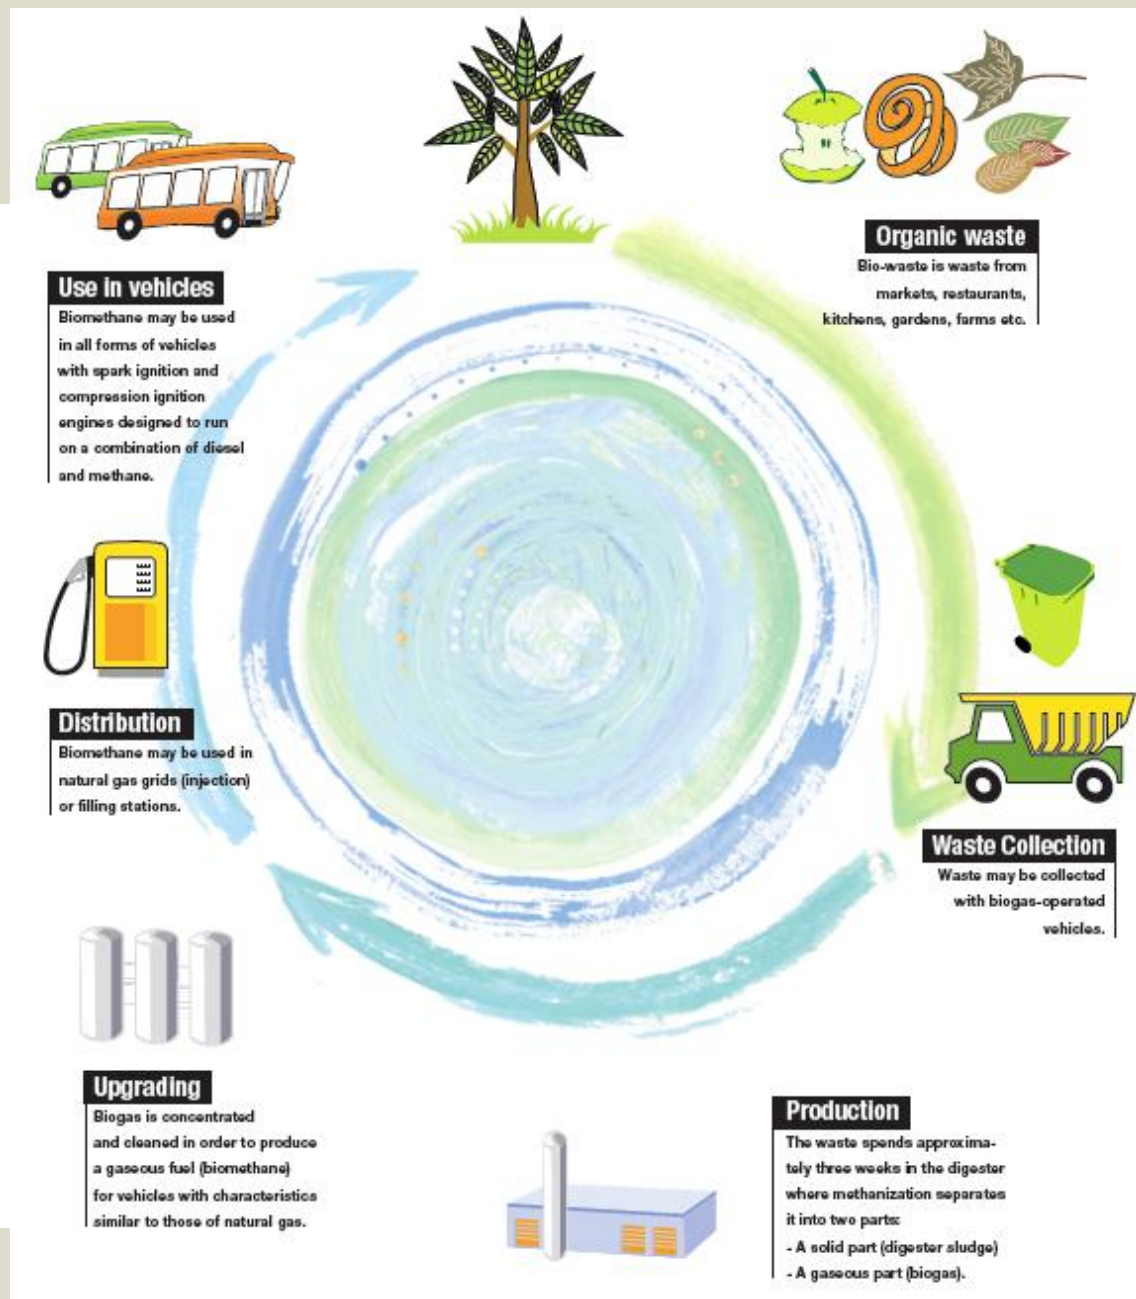 Organic waste
Bio-waste is waste from
markets, restaurants,
kitchens, gardens, farms etc.
Waste Collection
Waste may be collected
with biogas-operated
vehicles.
Production
The waste spends approxima-
tely three weeks in the digester
where methanization separates
it into two parts:
- A solid part (digester sludge)
- A gaseous part (biogas).
Upgrading
Biogas is concentrated
and cleaned in order to produce
a gaseous fuel (biomethane)
for vehicles with characteristics
similar to those of natural gas.
Distribution
Biomethane may be used in
natural gas grids (injection)
or filling stations.
Use in vehicles
Biomethane may be used
in all forms of vehicles
with spark ignition and
compression ignition
engines designed to run
on a combination of diesel
and methane.